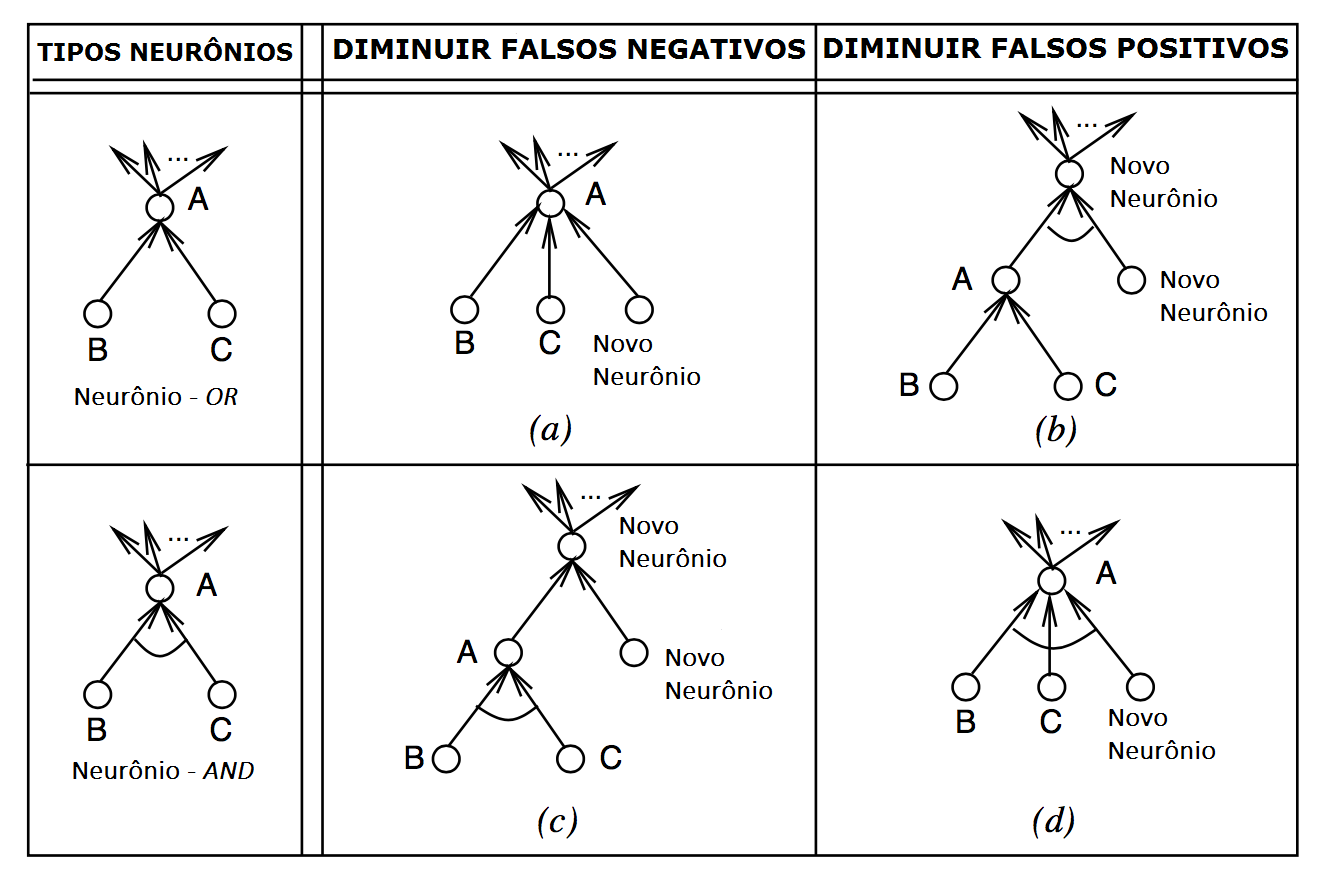 TIPOS NEURÔNIOS
DIMINUIR FALSOS NEGATIVOS
DIMINUIR FALSOS POSITIVOS
...
A
B
C
Neurônio - OR
...
A
B
C
Novo
Neurônio
(a)
...
Novo
Neurônio
A
Novo
Neurônio
B
C
(b)
...
A
B
C
Neurônio - AND
...
Novo
Neurônio
A
Novo
Neurônio
B
C
(c)
...
A
B
C
Novo
Neurônio
(d)